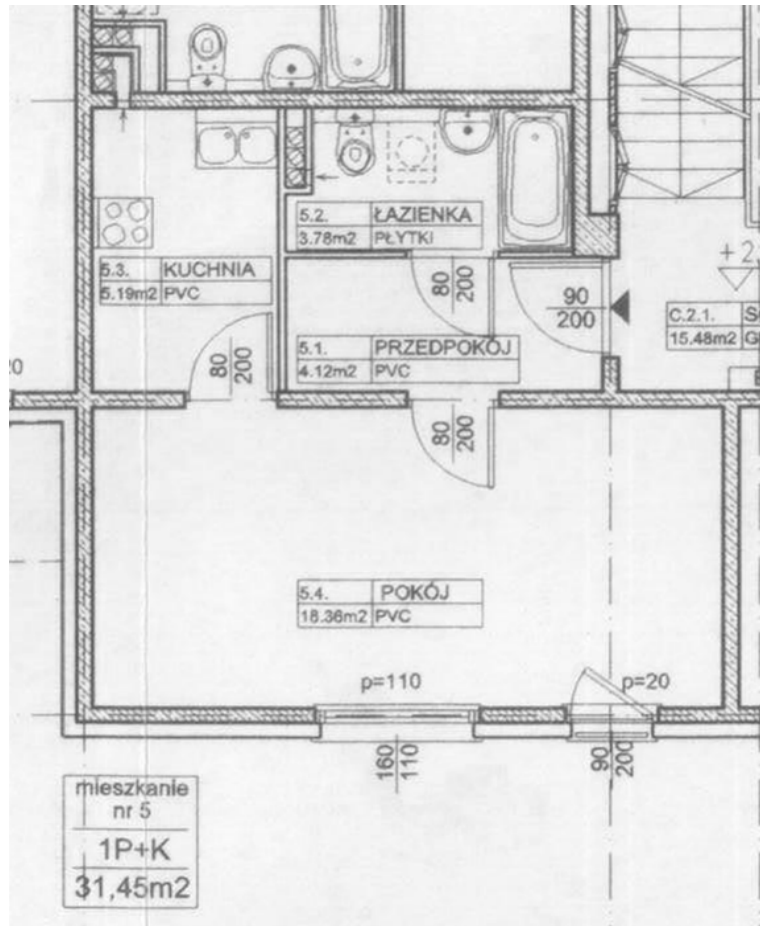 5.2. ŁAZIENKA
3.78m2 PŁYTKI
5.3. KUCHNIA
5.19m2 PVC
80
200
90
200
+2
C.2.1.
15.48m2
5.1. PRZEDPOKÓJ
4.12m2 PVC
80
200
80
200
5.4. POKÓJ
18.36m2 PVC
p=110
p=20
160
110
90
200
mieszkanie
nr 5
1P+K
31,45m2